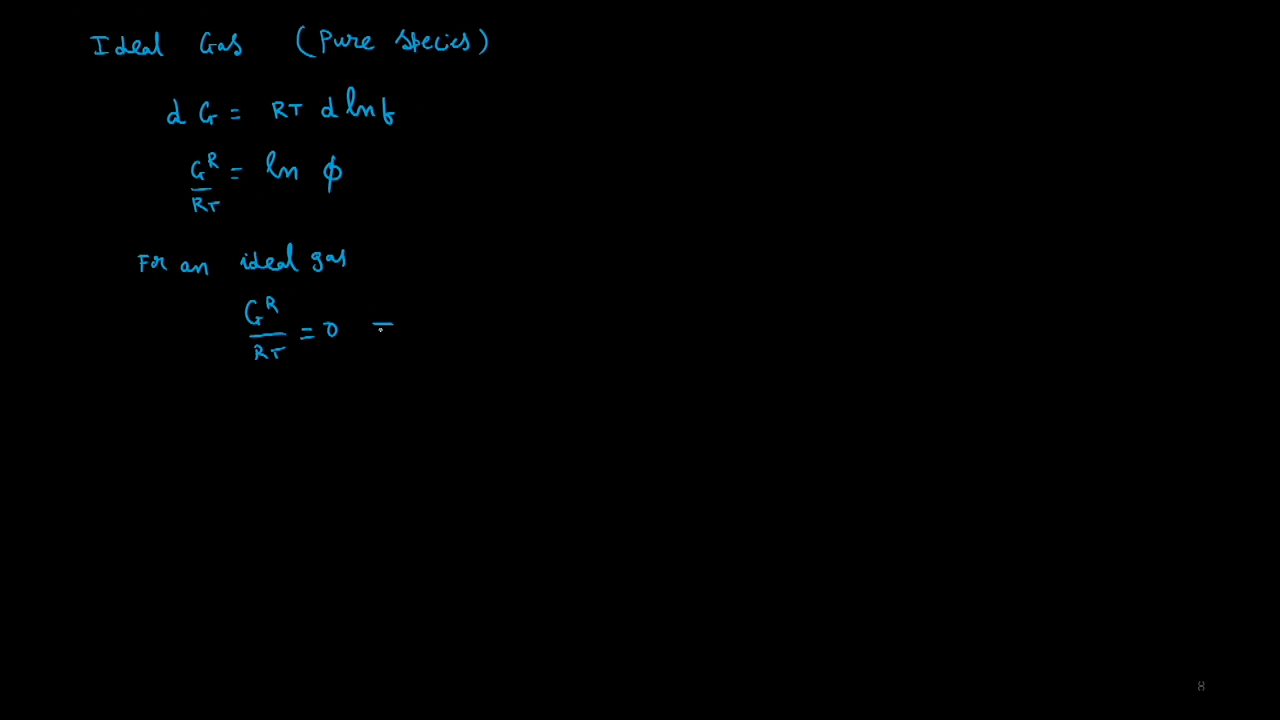 Ideal Gas (Pure species)
dG = RT d ln f
G^R/RT = ln φ
For an ideal gas
G^R/RT = 0 =
8